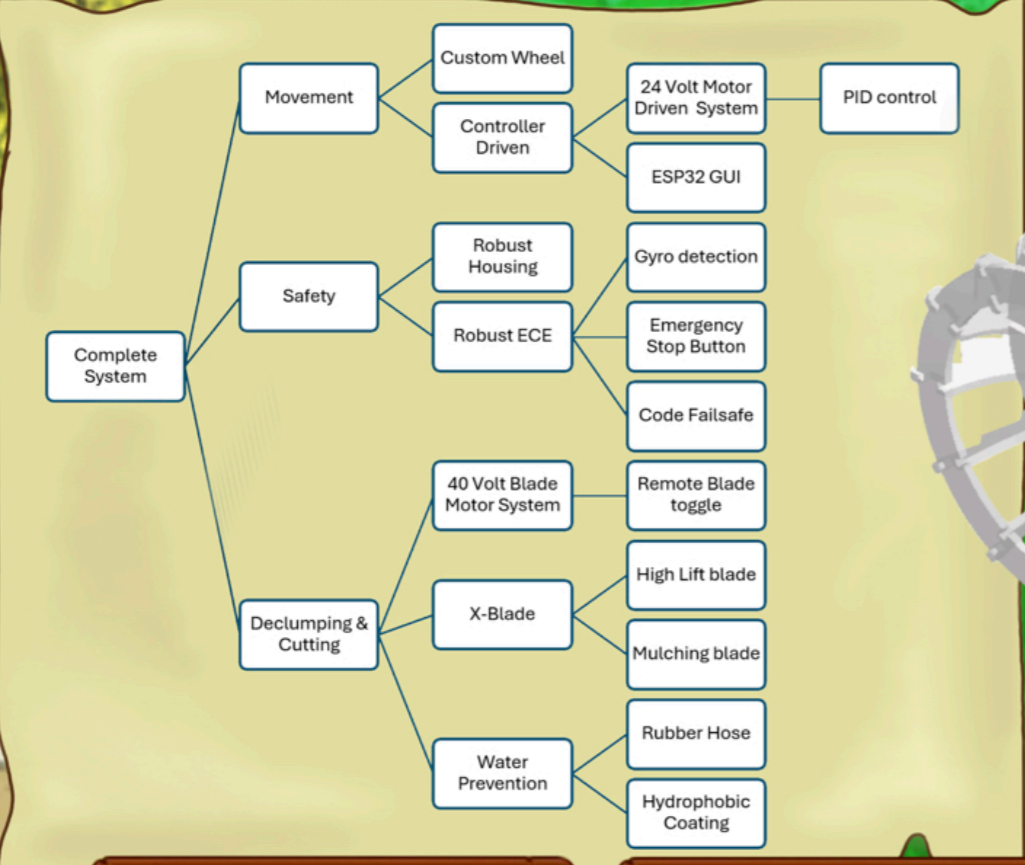 Custom Wheel
Movement
24 Volt Motor
Driven System
PID control
Controller
Driven
ESP32 GUI
Robust
Housing
Gyro detection
Safety
Robust ECE
Emergency
Stop Button
Complete
System
Code Failsafe
40 Volt Blade
Motor System
Remote Blade
toggle
High Lift blade
X-Blade
Declumping &
Cutting
Mulching blade
Rubber Hose
Water
Prevention
Hydrophobic
Coating